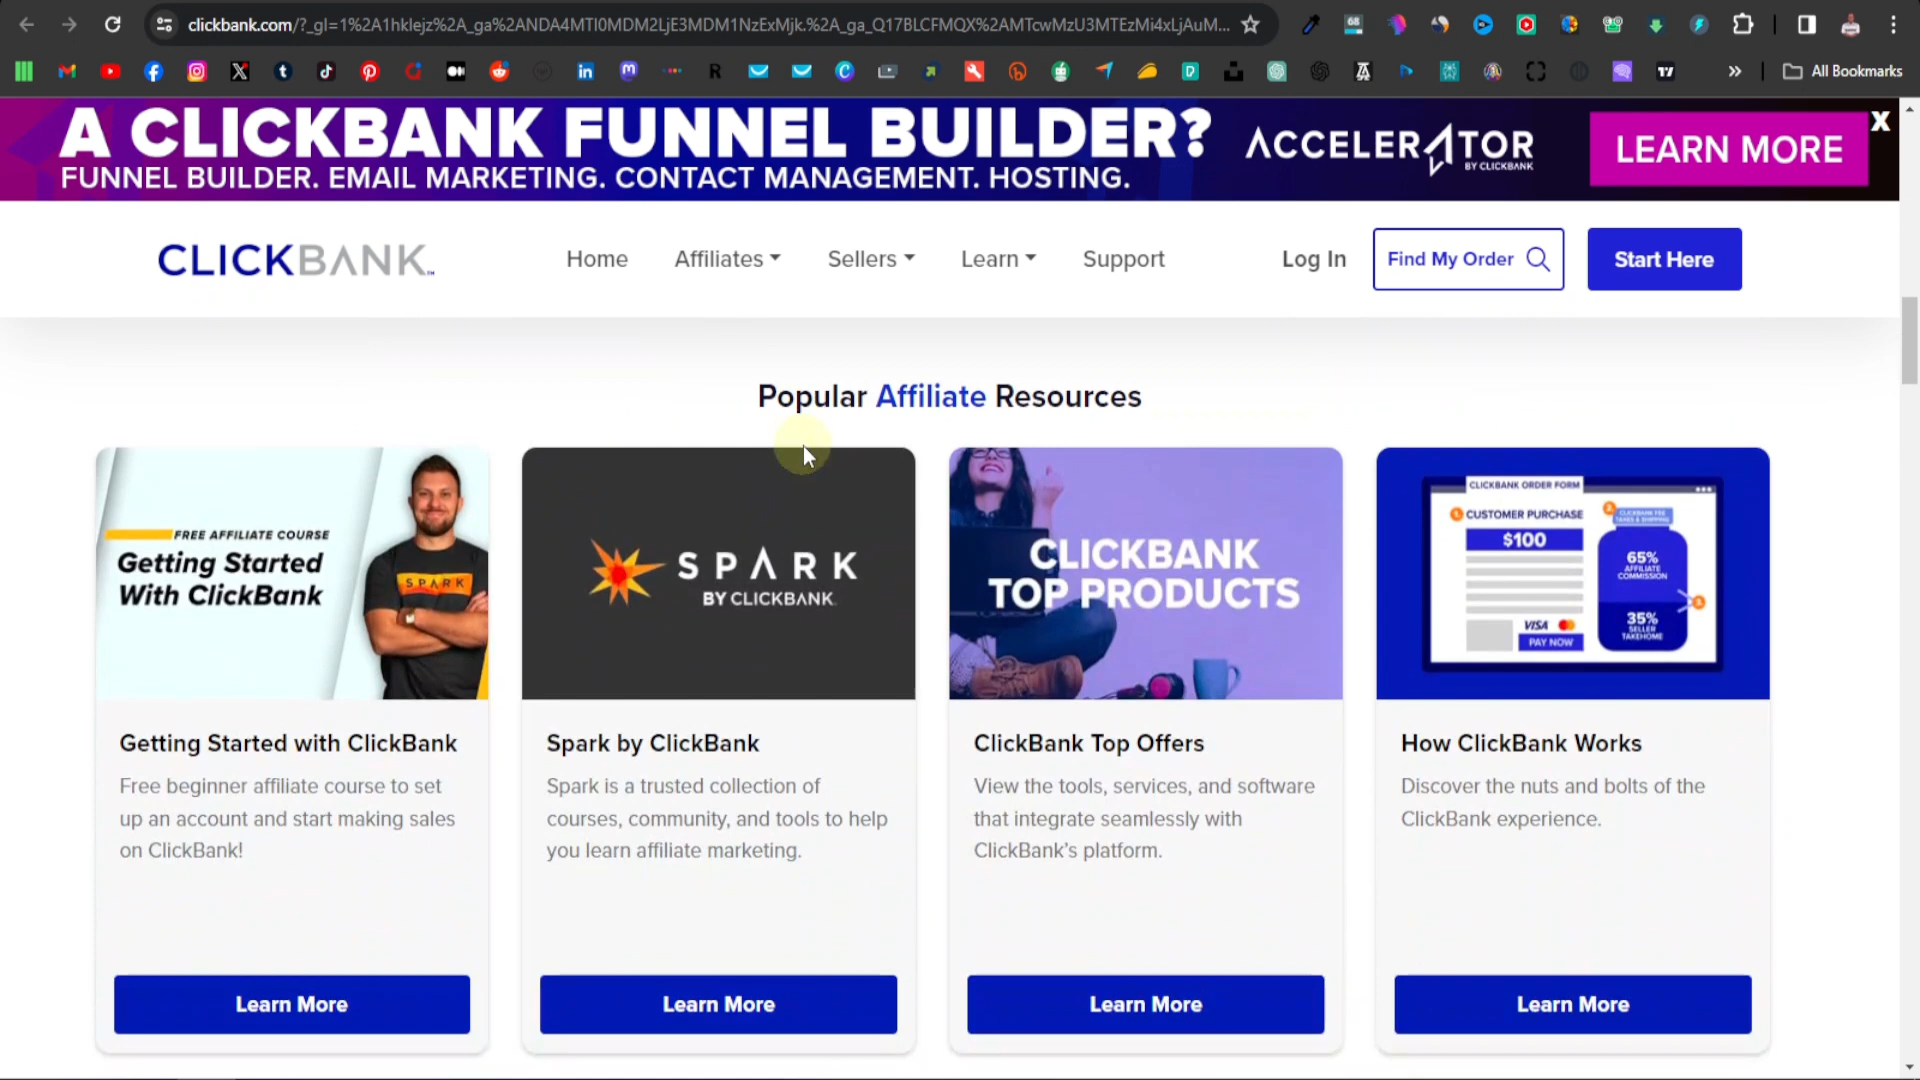 clickbank.com/?_gl=1%2A1hklejz%2A_ga%2ANDA4MTI0MDM2LjE3MDM1NzExMjk.%2A_ga_Q17BLCFMQX%2AMTcwMzU3MTEzMi4xLjAuM...
All Bookmarks
A CLICKBANK FUNNEL BUILDER?
FUNNEL BUILDER. EMAIL MARKETING. CONTACT MANAGEMENT. HOSTING.
ACCELERATOR
BY CLICKBANK
LEARN MORE
X
CLICKBANK
Home
Affiliates
Sellers
Learn
Support
Log In
Find My Order
Start Here
Popular Affiliate Resources
FREE AFFILIATE COURSE
Getting Started
With ClickBank
SPARK
SPARK
BY CLICKBANK
CLICKBANK
TOP PRODUCTS
CLICKBANK ORDER FORM
1. CUSTOMER PURCHASE
$100
VISA
PAY NOW
CLICKBANK FEE
TAXES & SHIPPING
65%
AFFILIATE
COMMISSION
35%
SELLER
TAKEHOME
Getting Started with ClickBank
Free beginner affiliate course to set
up an account and start making sales
on ClickBank!
Learn More
Spark by ClickBank
Spark is a trusted collection of
courses, community, and tools to help
you learn affiliate marketing.
Learn More
ClickBank Top Offers
View the tools, services, and software
that integrate seamlessly with
ClickBank's platform.
Learn More
How ClickBank Works
Discover the nuts and bolts of the
ClickBank experience.
Learn More